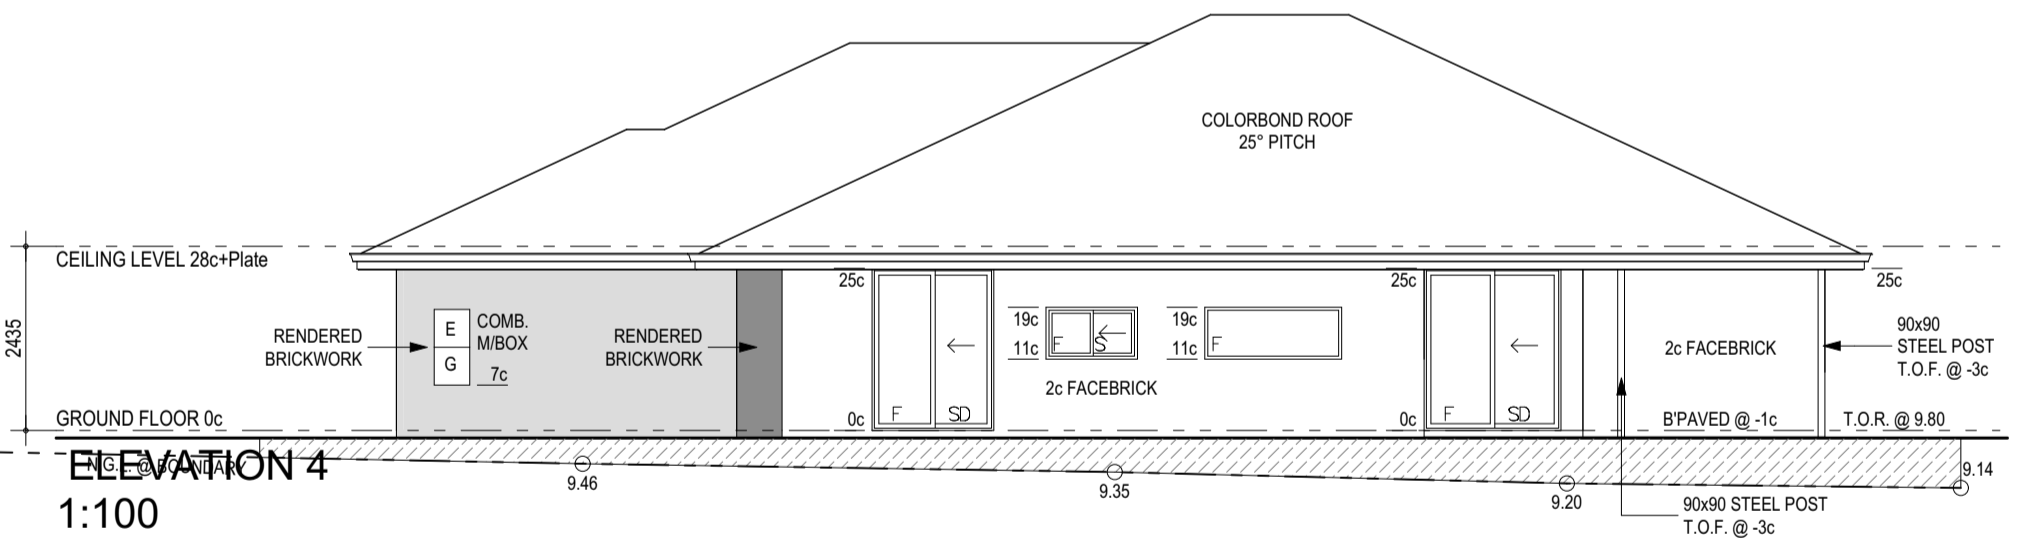 COLORBOND ROOF
25° PITCH
CEILING LEVEL 28c+Plate
2435
RENDERED
BRICKWORK
E
G
COMB.
M/BOX
7c
RENDERED
BRICKWORK
25c
0c
F
SD
19c
11c
F
S
2c FACEBRICK
19c
11c
F
25c
0c
F
SD
25c
2c FACEBRICK
90x90
STEEL POST
T.O.F. @ -3c
B'PAVED @ -1c
T.O.R. @ 9.80
GROUND FLOOR 0c
N.G.L. @ BOUNDARY
ELEVATION 4
1:100
9.46
9.35
9.20
9.14
90x90 STEEL POST
T.O.F. @ -3c